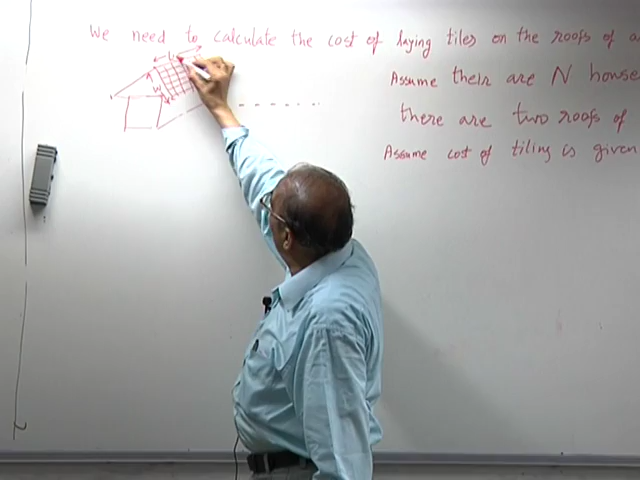 We need to calculate the cost of laying tiles on the roofs of a
Assume their are N house
there are two roofs of
Assume cost of tiling is given
L
W